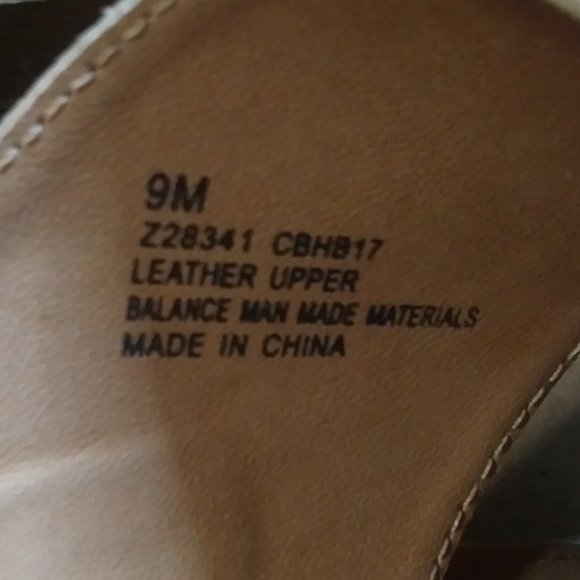 9M
Z28341 CBHB17
LEATHER UPPER
BALANCE MAN MADE MATERIALS
MADE IN CHINA